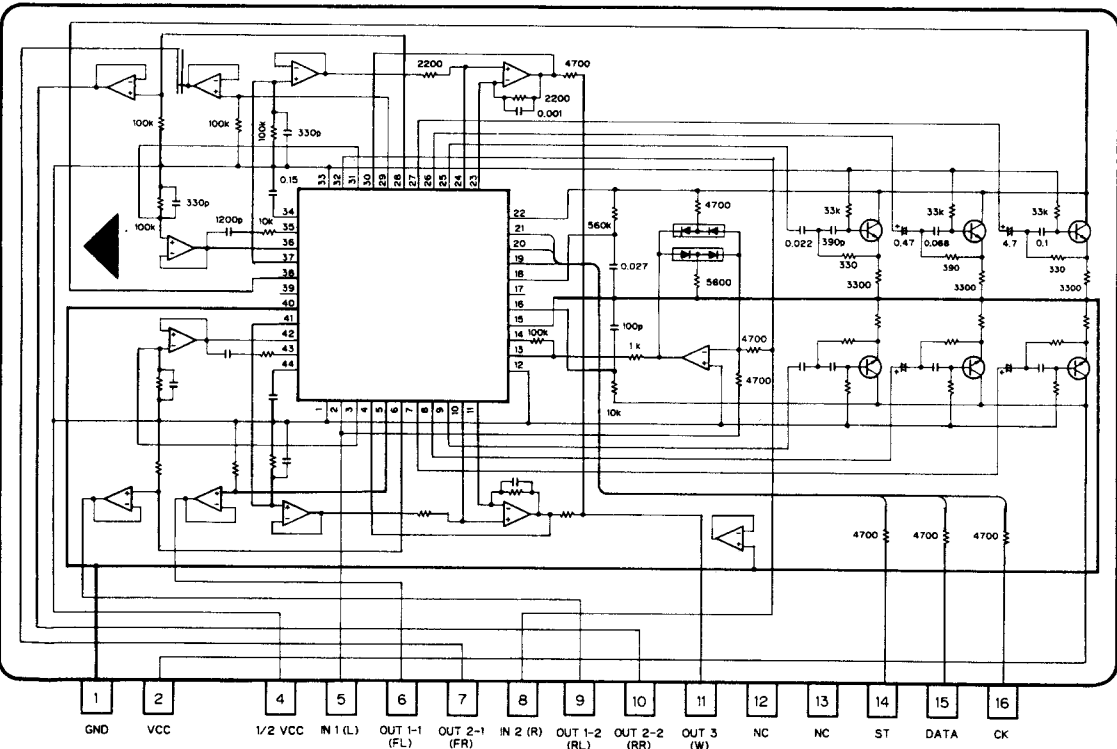 2200
4700
2200
0.001
100k
100k
100k
330p
0.15
330p
100k
1200p
10k
33 32 31 30 29 28 27 26 25 24 23
34
35
36
37
38
39
40
41
42
43
44
22
21
20
19
18
17
16
15
14
13
12
1 2 3 4 5 6 7 8 9 10 11
560k
4700
0.027
5600
100p
100k
1k
4700
4700
10k
33k 33k 33k
0.022 390p 0.47 0.068 4.7 0.1
330 390 330
3300 3300 3300
4700 4700 4700
1 2 4 5 6 7 8 9 10 11 12 13 14 15 16
GND VCC 1/2 VCC IN 1 (L) OUT 1-1 OUT 2-1 IN 2 (R) OUT 1-2 OUT 2-2 OUT 3 NC NC ST DATA CK
(FL) (FR) (RL) (RR) (W)